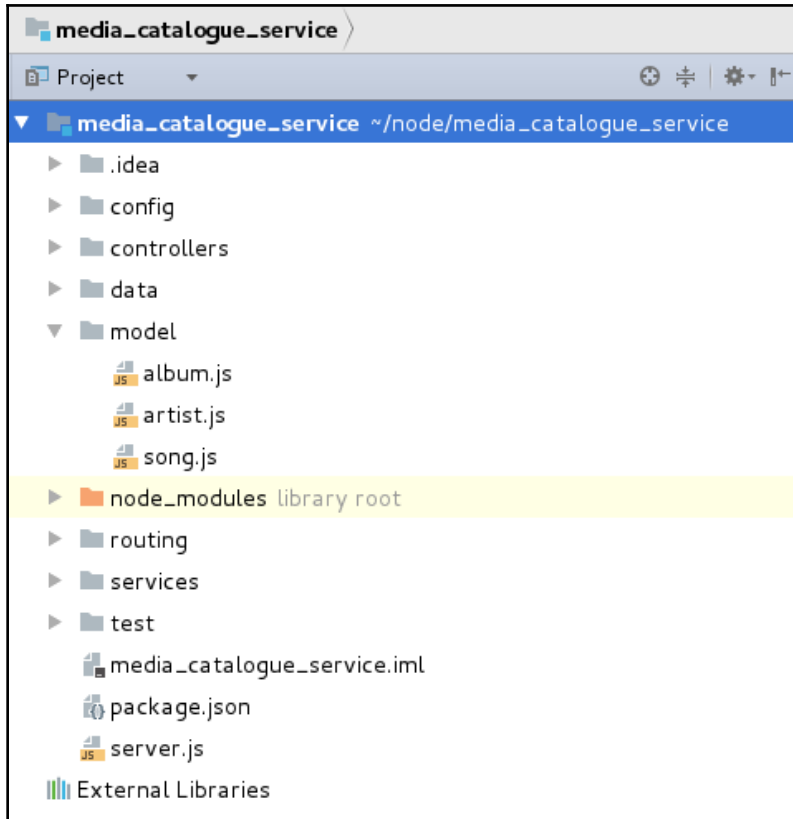 media_catalogue_service
Project
media_catalogue_service ~/node/media_catalogue_service
.idea
config
controllers
data
model
album.js
artist.js
song.js
node_modules library root
routing
services
test
media_catalogue_service.iml
package.json
server.js
External Libraries